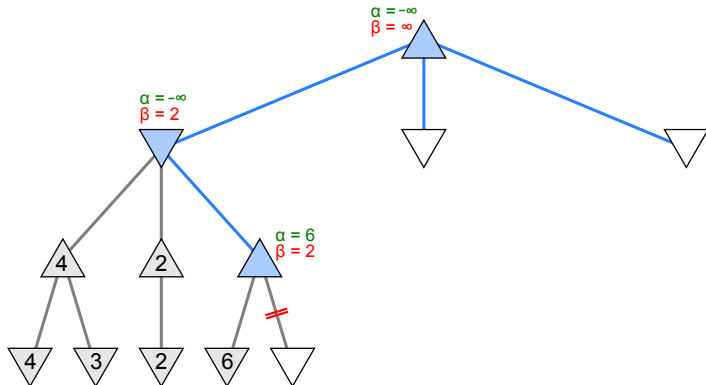 α = -∞
β = ∞
α = -∞
β = 2
α = 6
β = 2
4
2
4
3
2
6